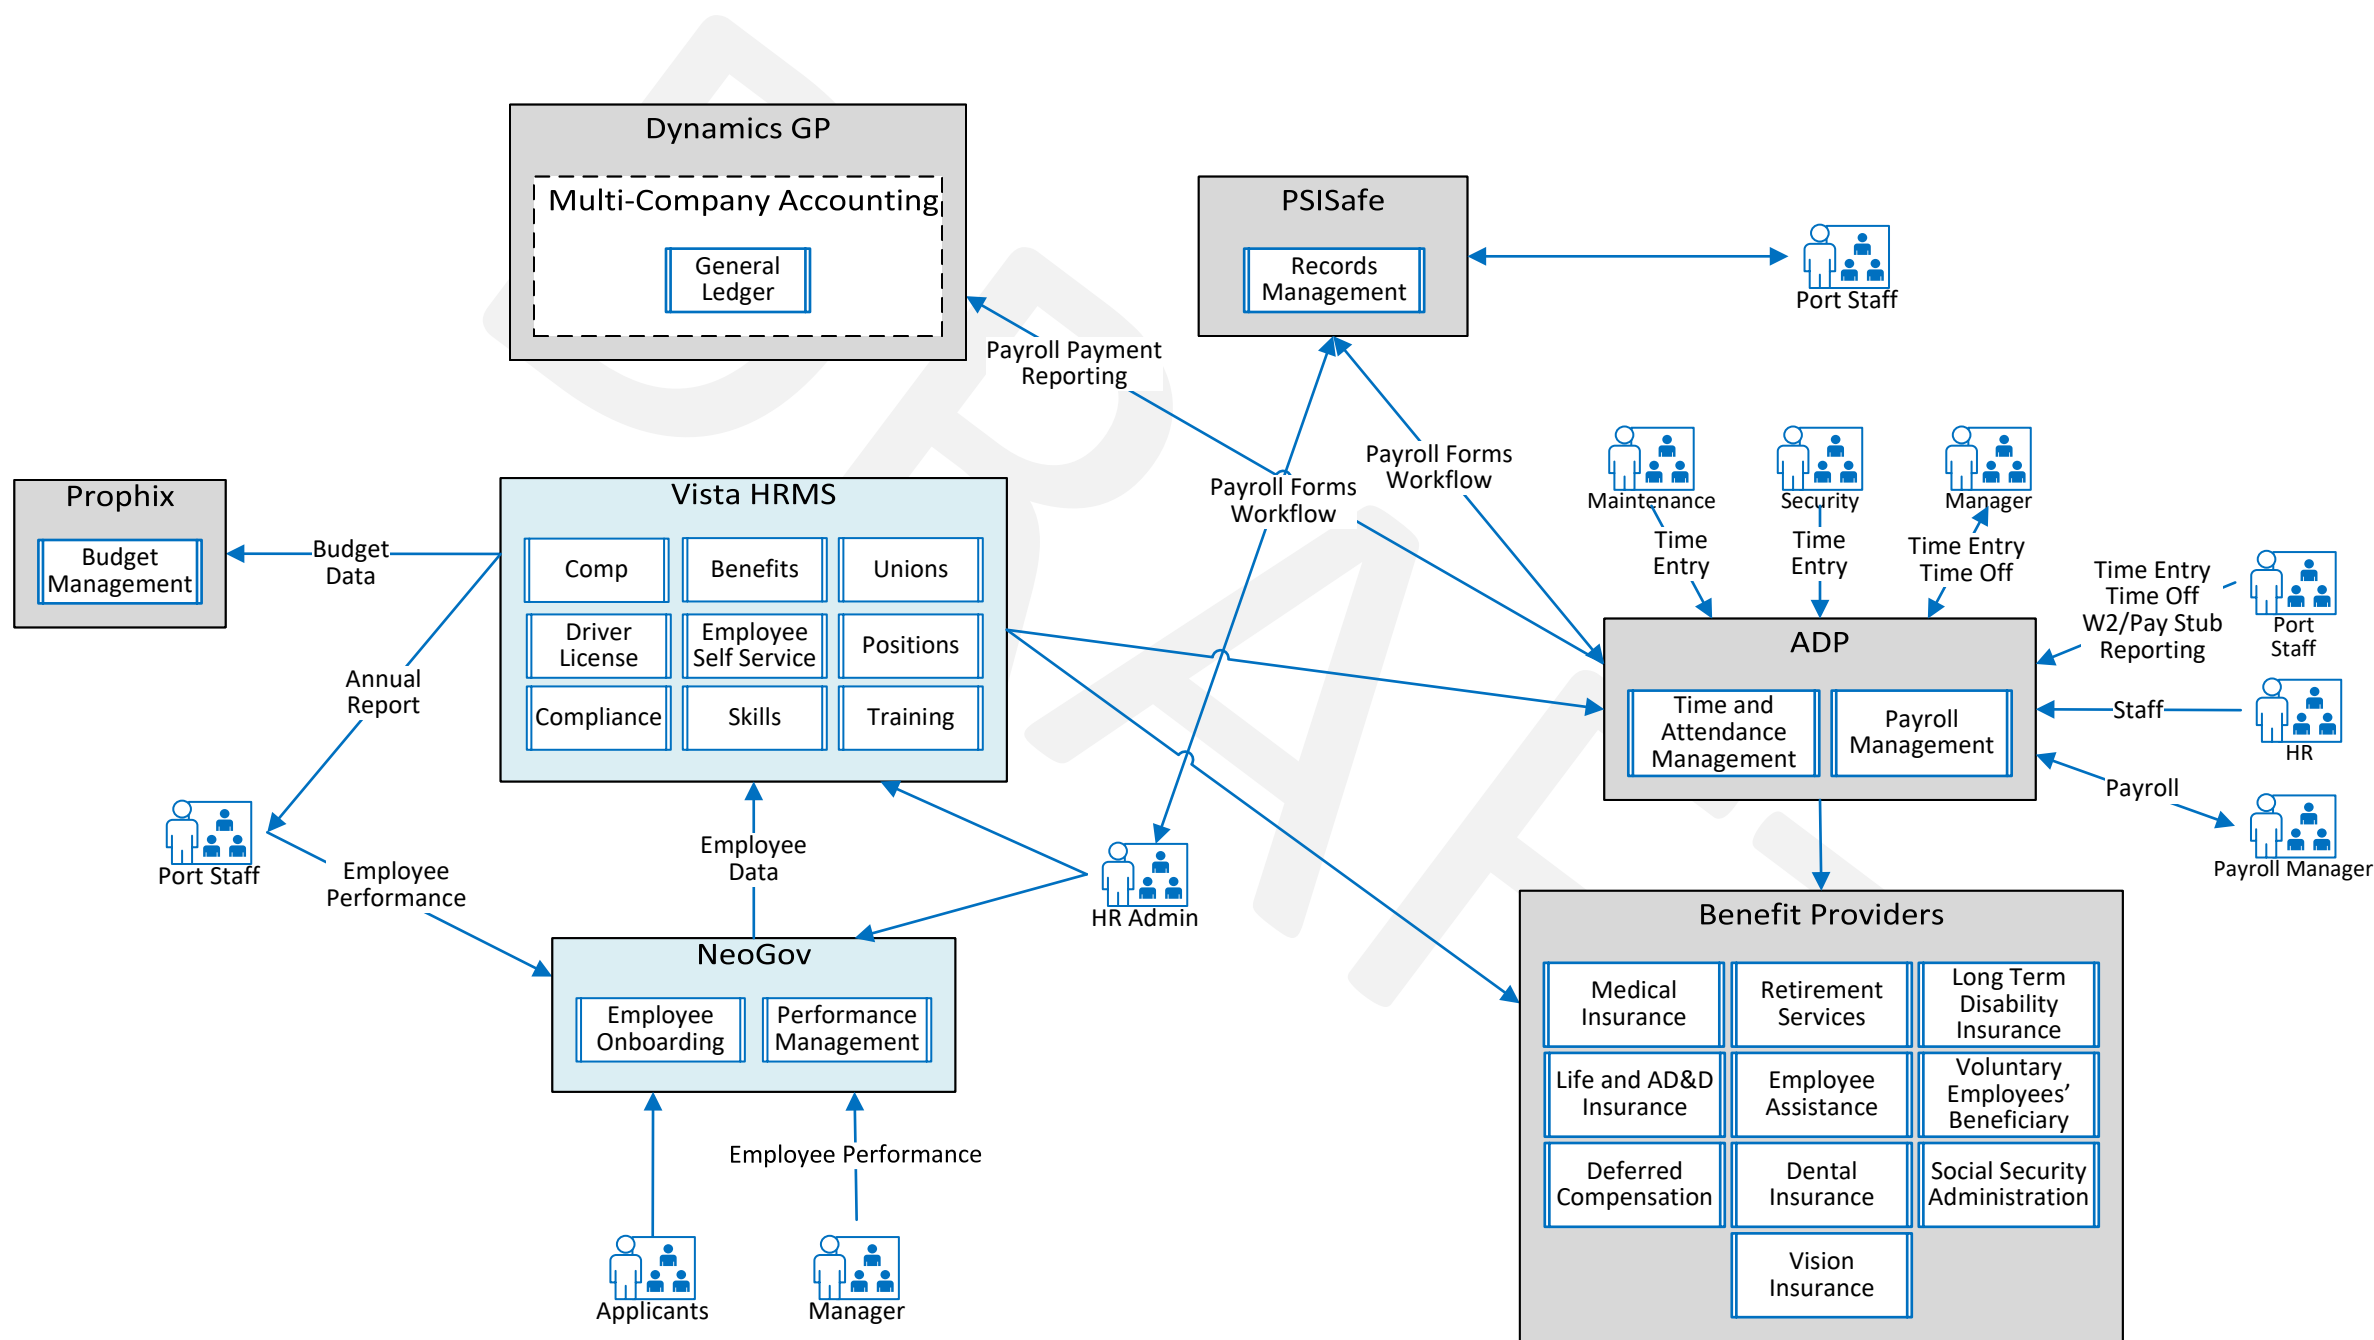 DRAFT
Dynamics GP
Multi-Company Accounting
General
Ledger
PSISafe
Records
Management
Port Staff
Payroll Payment
Reporting
Payroll Forms
Workflow
Payroll Forms
Workflow
Maintenance
Security
Manager
Time
Entry
Time
Entry
Time Entry
Time Off
Time Entry
Time Off
W2/Pay Stub
Reporting
Port
Staff
Prophix
Budget
Management
Budget
Data
Vista HRMS
Comp
Benefits
Unions
Driver
License
Employee
Self Service
Positions
Compliance
Skills
Training
ADP
Time and
Attendance
Management
Payroll
Management
Staff
HR
Payroll
Payroll Manager
Annual
Report
Port Staff
Employee
Performance
Employee
Data
HR Admin
NeoGov
Employee
Onboarding
Performance
Management
Employee Performance
Applicants
Manager
Benefit Providers
Medical
Insurance
Retirement
Services
Long Term
Disability
Insurance
Life and AD&D
Insurance
Employee
Assistance
Voluntary
Employees’
Beneficiary
Deferred
Compensation
Dental
Insurance
Social Security
Administration
Vision
Insurance